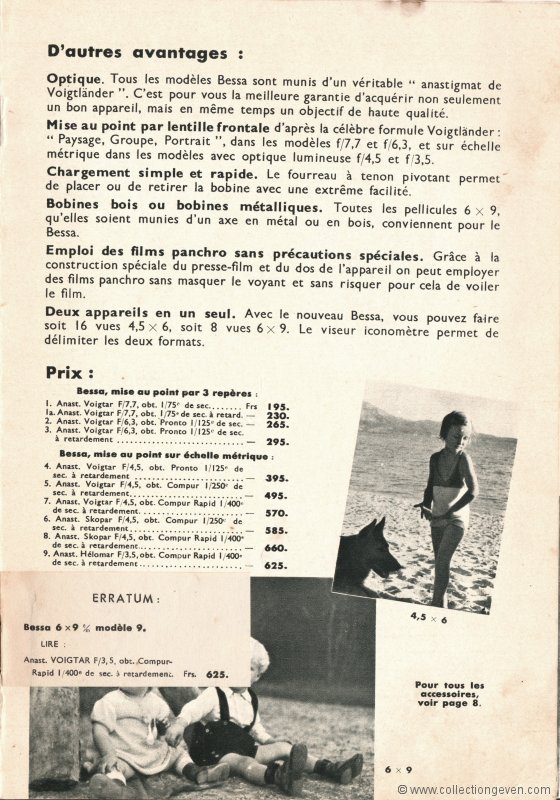 D'autres avantages :
Optique. Tous les modèles Bessa sont munis d'un véritable “ anastigmat de
Voigtländer ”. C'est pour vous la meilleure garantie d'acquérir non seulement
un bon appareil, mais en même temps un objectif de haute qualité.
Mise au point par lentille frontale d'après la célèbre formule Voigtländer :
“ Paysage, Groupe, Portrait ”, dans les modèles f/7,7 et f/6,3, et sur échelle
métrique dans les modèles avec optique lumineuse f/4,5 et f/3,5.
Chargement simple et rapide. Le fourreau à tenon pivotant permet
de placer ou de retirer la bobine avec une extrême facilité.
Bobines bois ou bobines métalliques. Toutes les pellicules 6 × 9,
qu'elles soient munies d'un axe en métal ou en bois, conviennent pour le
Bessa.
Emploi des films panchro sans précautions spéciales. Grâce à la
construction spéciale du presse-film et du dos de l'appareil on peut employer
des films panchro sans masquer le voyant et sans risquer pour cela de voiler
le film.
Deux appareils en un seul. Avec le nouveau Bessa, vous pouvez faire
soit 16 vues 4,5 × 6, soit 8 vues 6 × 9. Le viseur iconomètre permet de
délimiter les deux formats.
Prix :
Bessa, mise au point par 3 repères :
1. Anast. Voigtar F/7,7, obt. 1/75e de sec....... Frs 195.
1a. Anast. Voigtar F/7,7, obt. 1/75e de sec. à retard. — 230.
2. Anast. Voigtar F/6,3, obt. Pronto 1/125e de sec. — 265.
3. Anast. Voigtar F/6,3, obt. Pronto 1/125e de sec.
à retardement ........................ — 295.
Bessa, mise au point sur échelle métrique :
4. Anast. Voigtar F/4,5, obt. Pronto 1/125e de
sec. à retardement..................... — 395.
5. Anast. Voigtar F/4,5, obt. Compur 1/250e de
sec. à retardement..................... — 495.
7. Anast. Voigtar F/4,5, obt. Compur Rapid 1/400e
de sec. à retardement................... — 570.
6. Anast. Skopar F/4,5, obt. Compur 1/250e de
sec. à retardement..................... — 585.
8. Anast. Skopar F/4,5, obt. Compur Rapid 1/400e
de sec. à retardement................... — 660.
9. Anast. Hélomar F/3,5, obt. Compur Rapid 1/400e
de sec. à retardement................... — 625.
4,5 × 6
ERRATUM :
Bessa 6 × 9 c/m modèle 9.
LIRE :
Anast. VOIGTAR F/3,5, obt. Compur-
Rapid 1/400e de sec. à retardement. Frs. 625.
Pour tous les
accessoires,
voir page 8.
6 × 9
© www.collectiongeven.com